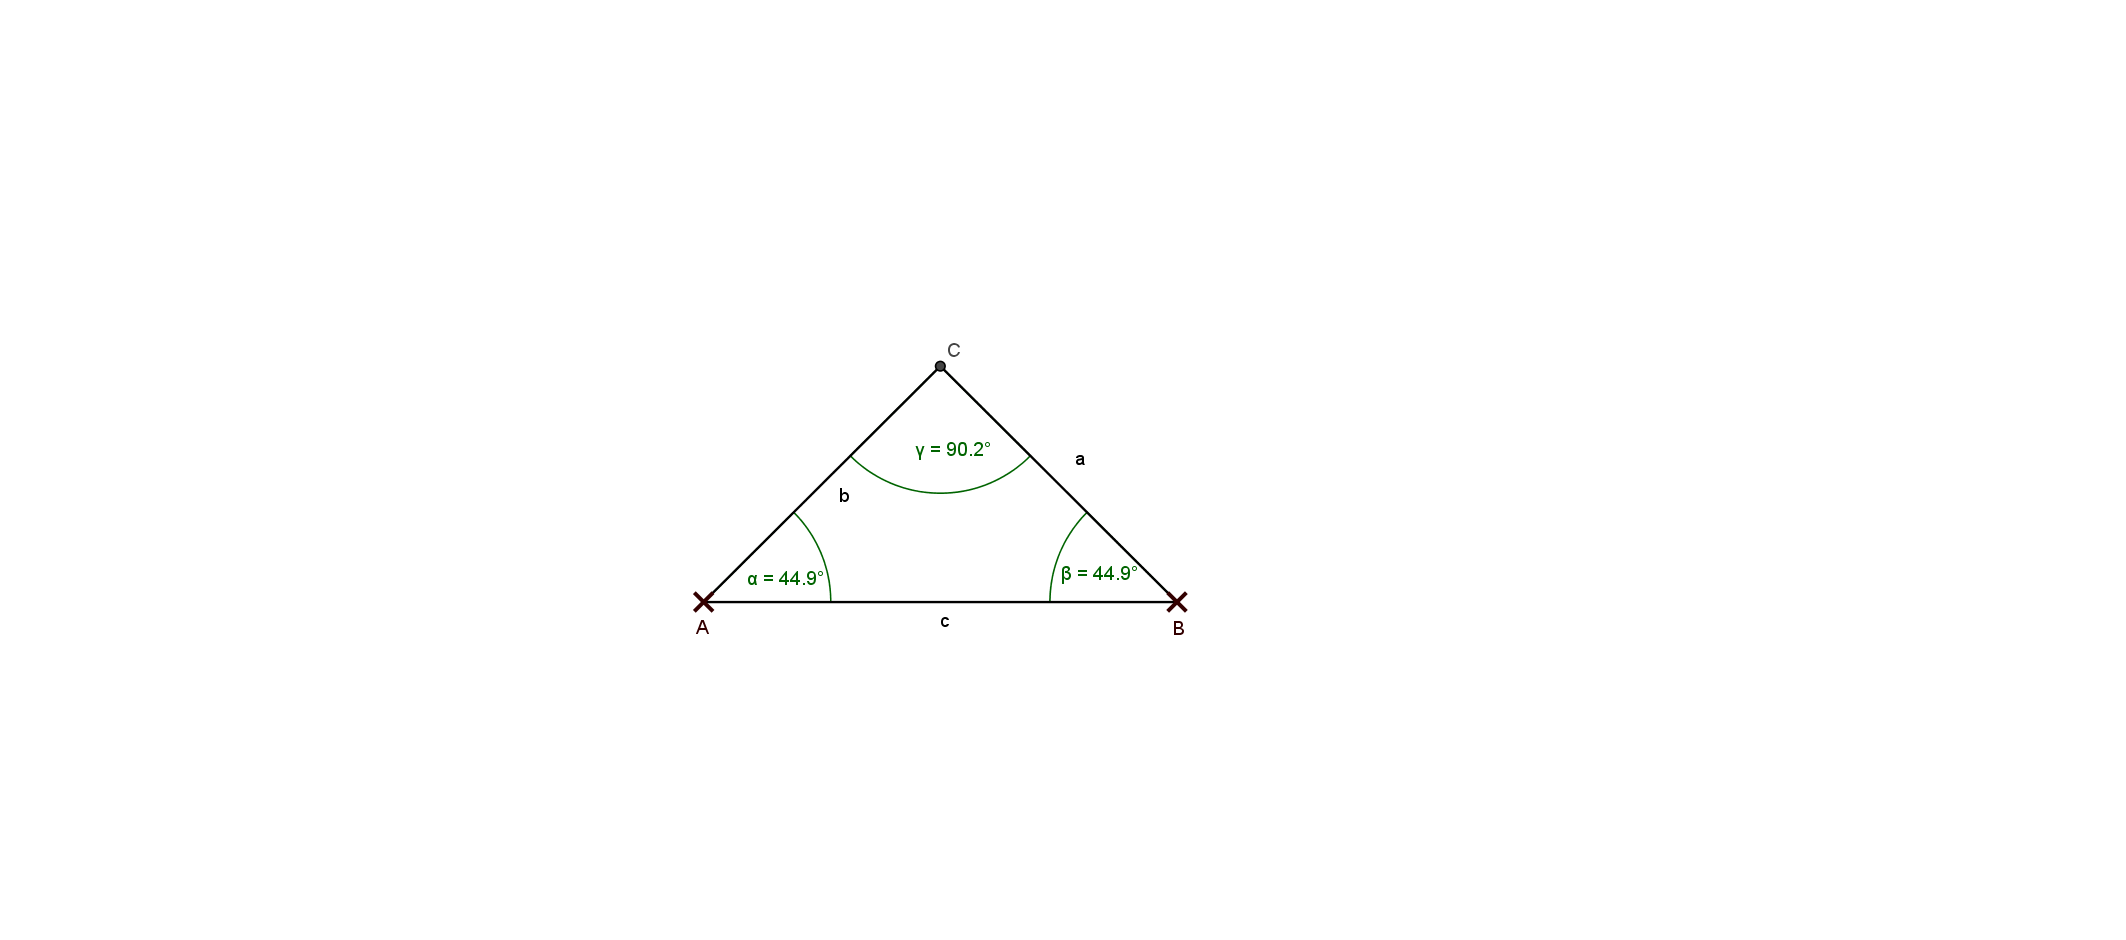 C
γ = 90.2°
a
b
α = 44.9°
β = 44.9°
c
A
B